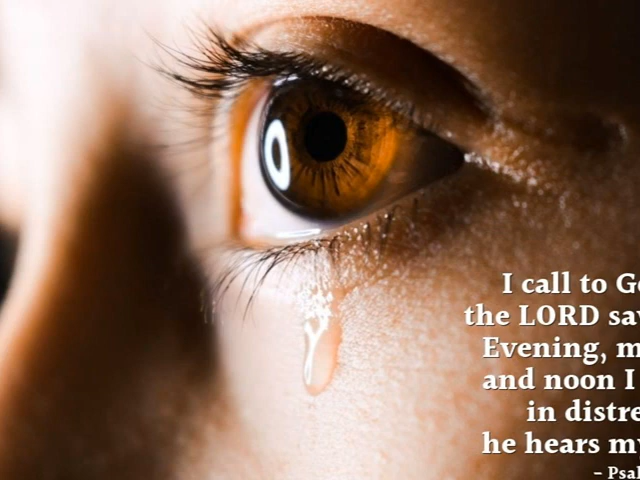 I call to Go
the LORD sav
Evening, m
and noon I
in distre
he hears my
– Psal